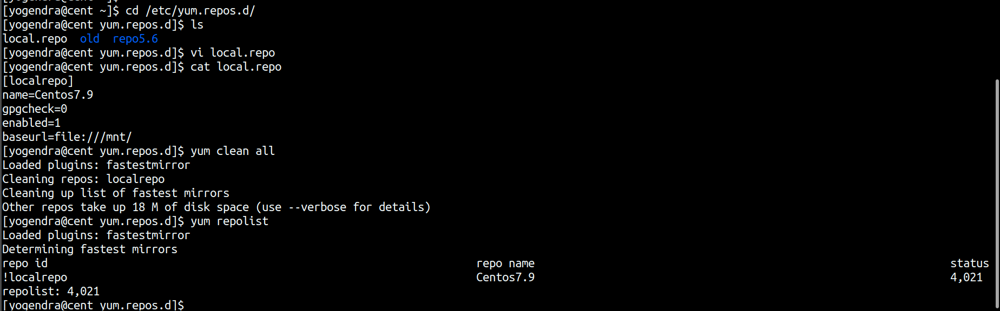 [yogendra@cent ~]$ cd /etc/yum.repos.d/
[yogendra@cent yum.repos.d]$ ls
local.repo  old  repo5.6
[yogendra@cent yum.repos.d]$ vi local.repo
[yogendra@cent yum.repos.d]$ cat local.repo
[localrepo]
name=Centos7.9
gpgcheck=0
enabled=1
baseurl=file:///mnt/
[yogendra@cent yum.repos.d]$ yum clean all
Loaded plugins: fastestmirror
Cleaning repos: localrepo
Cleaning up list of fastest mirrors
Other repos take up 18 M of disk space (use --verbose for details)
[yogendra@cent yum.repos.d]$ yum repolist
Loaded plugins: fastestmirror
Determining fastest mirrors
repo id  repo name  status
!localrepo  Centos7.9  4,021
repolist: 4,021
[yogendra@cent yum.repos.d]$